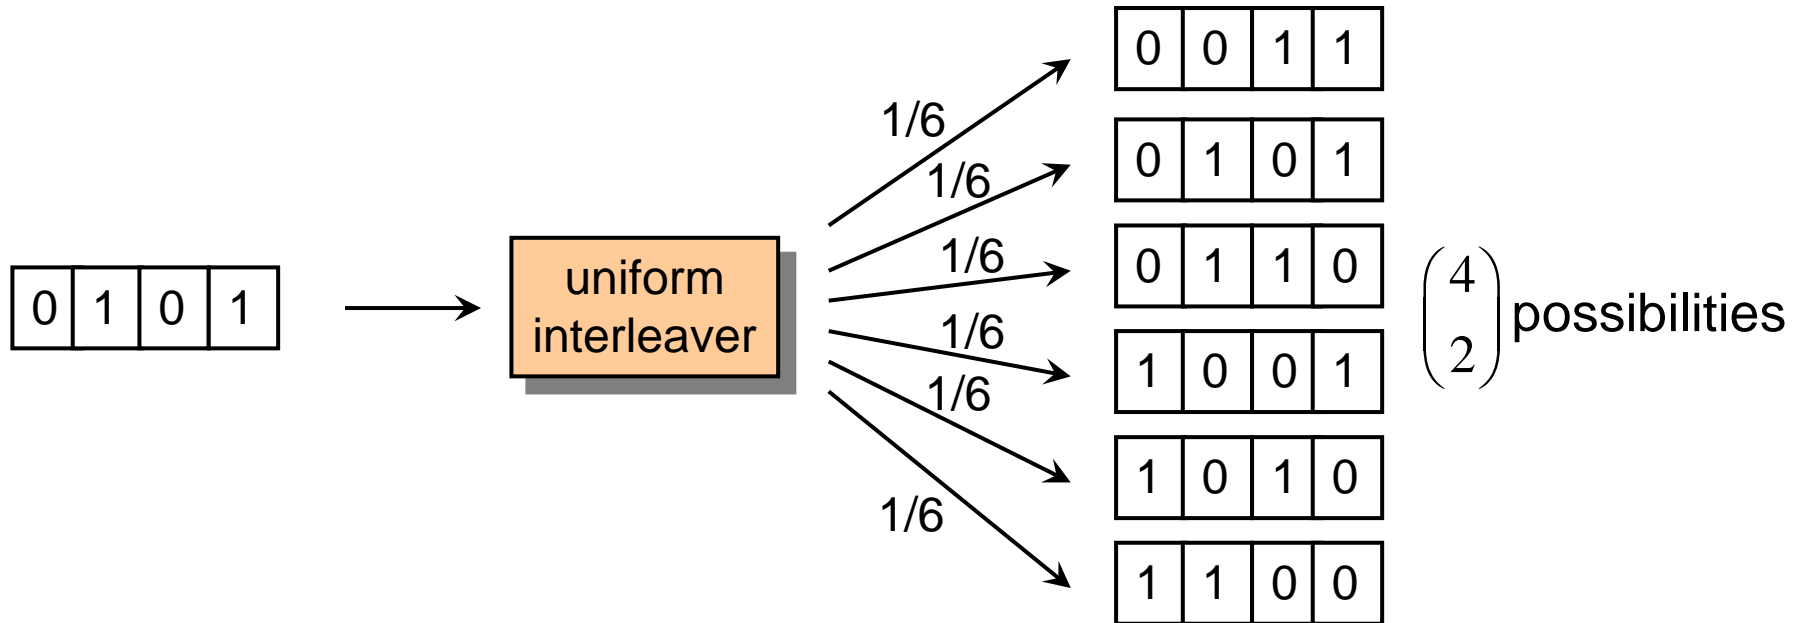 0 1 0 1
uniform
interleaver
1/6
1/6
1/6
1/6
1/6
1/6
0 0 1 1
0 1 0 1
0 1 1 0
1 0 0 1
1 0 1 0
1 1 0 0
(4 2) possibilities